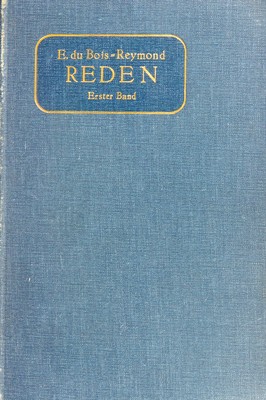 E. du Bois-Reymond
REDEN
Erster Band